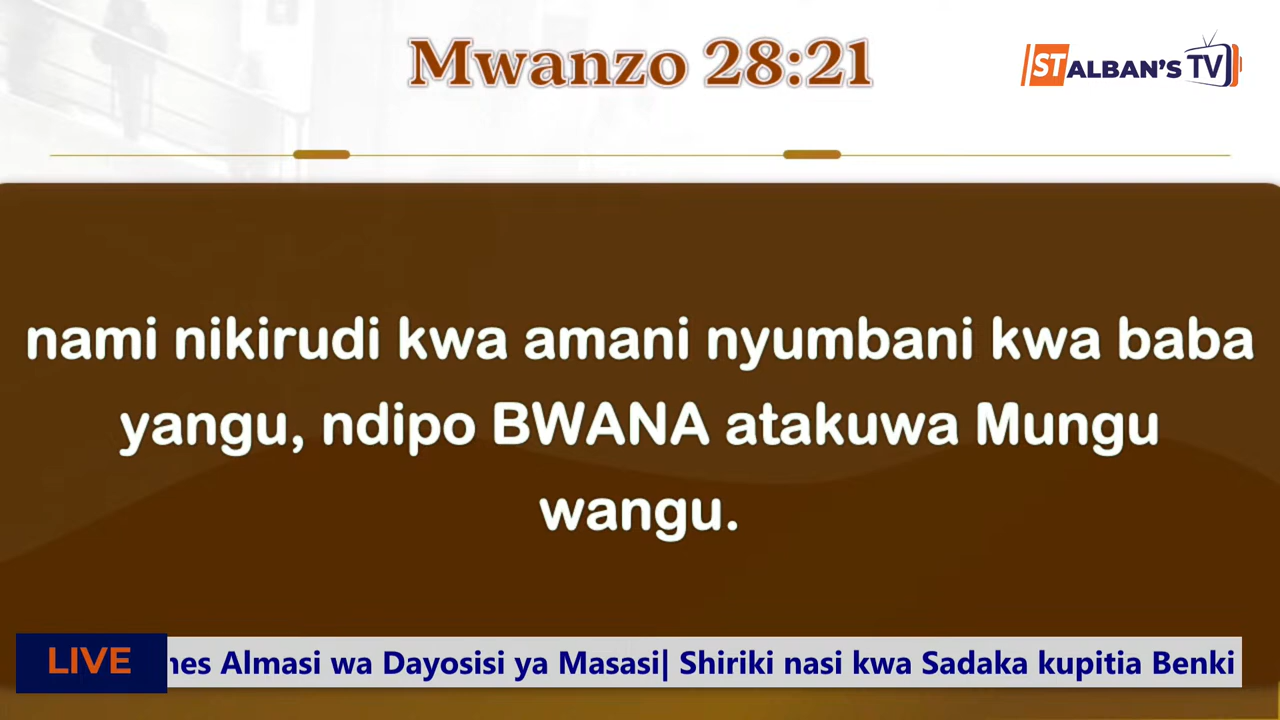 Mwanzo 28:21
ST ALBAN'S TV
nami nikirudi kwa amani nyumbani kwa baba
yangu, ndipo BWANA atakuwa Mungu
wangu.
LIVE
Almasi wa Dayosisi ya Masasi| Shiriki nasi kwa Sadaka kupitia Benki